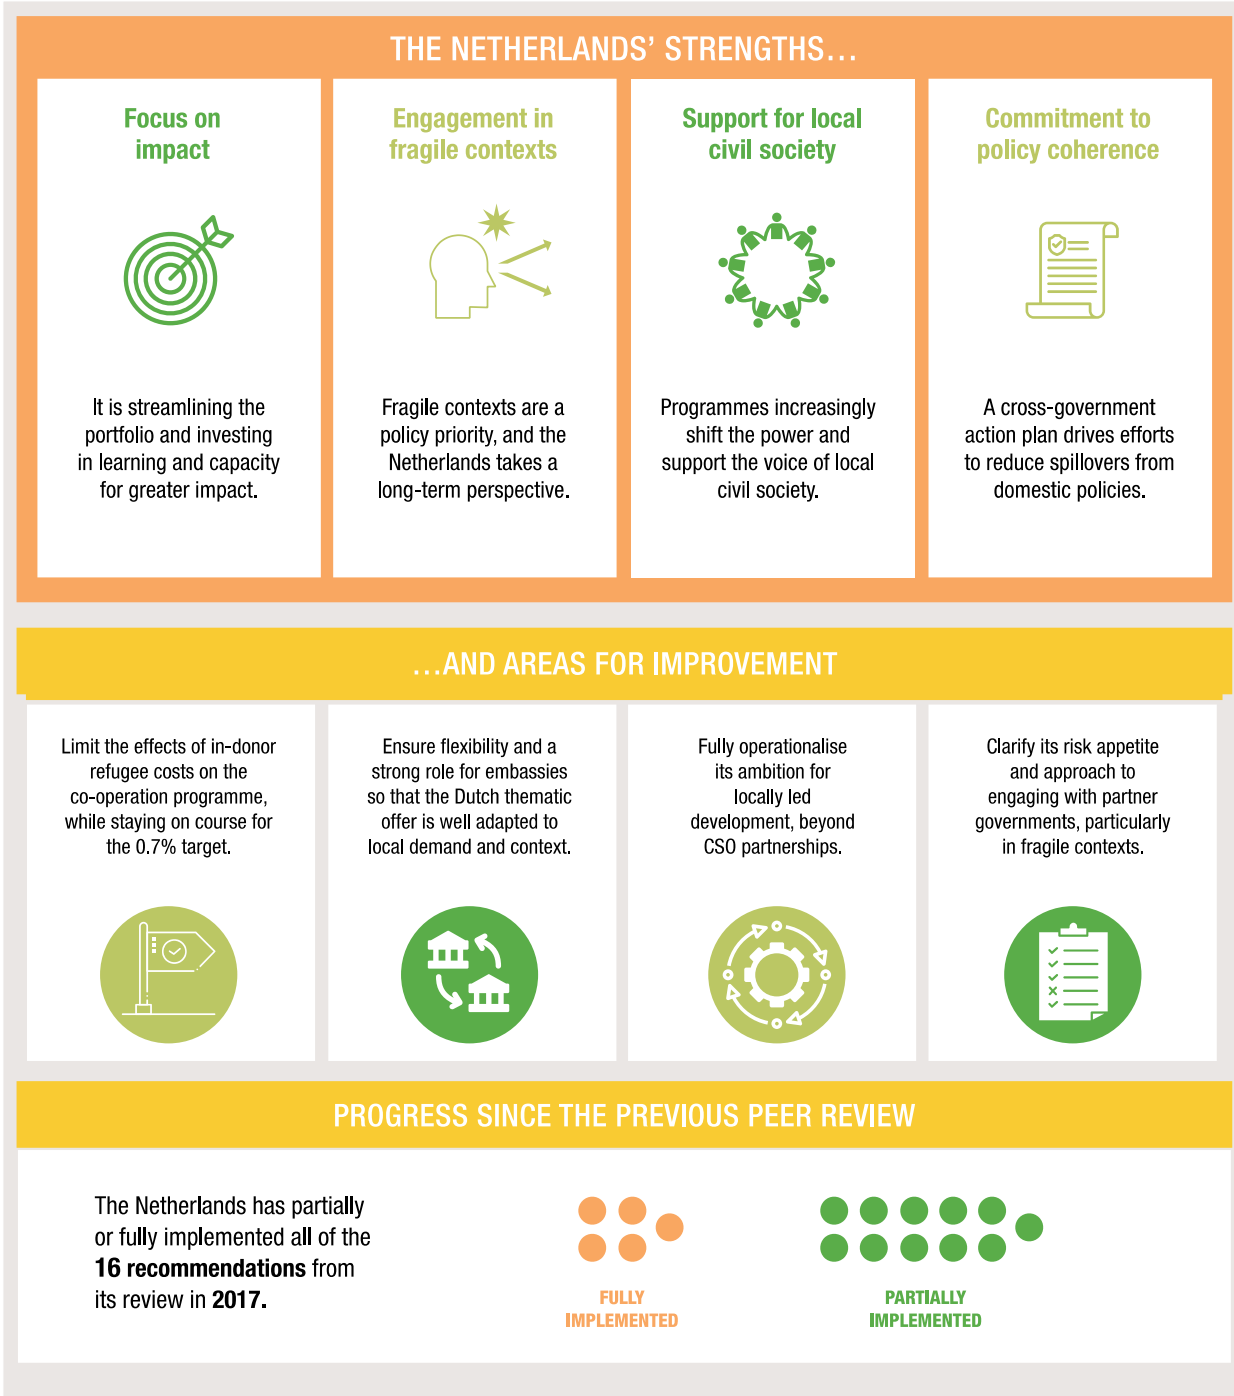 THE NETHERLANDS’ STRENGTHS…
Focus on
impact
It is streamlining the
portfolio and investing
in learning and capacity
for greater impact.
Engagement in
fragile contexts
Fragile contexts are a
policy priority, and the
Netherlands takes a
long-term perspective.
Support for local
civil society
Programmes increasingly
shift the power and
support the voice of local
civil society.
Commitment to
policy coherence
A cross-government
action plan drives efforts
to reduce spillovers from
domestic policies.
…AND AREAS FOR IMPROVEMENT
Limit the effects of in-donor
refugee costs on the
co-operation programme,
while staying on course for
the 0.7% target.
Ensure flexibility and a
strong role for embassies
so that the Dutch thematic
offer is well adapted to
local demand and context.
Fully operationalise
its ambition for
locally led
development, beyond
CSO partnerships.
Clarify its risk appetite
and approach to
engaging with partner
governments, particularly
in fragile contexts.
PROGRESS SINCE THE PREVIOUS PEER REVIEW
The Netherlands has partially
or fully implemented all of the
16 recommendations from
its review in 2017.
FULLY
IMPLEMENTED
PARTIALLY
IMPLEMENTED